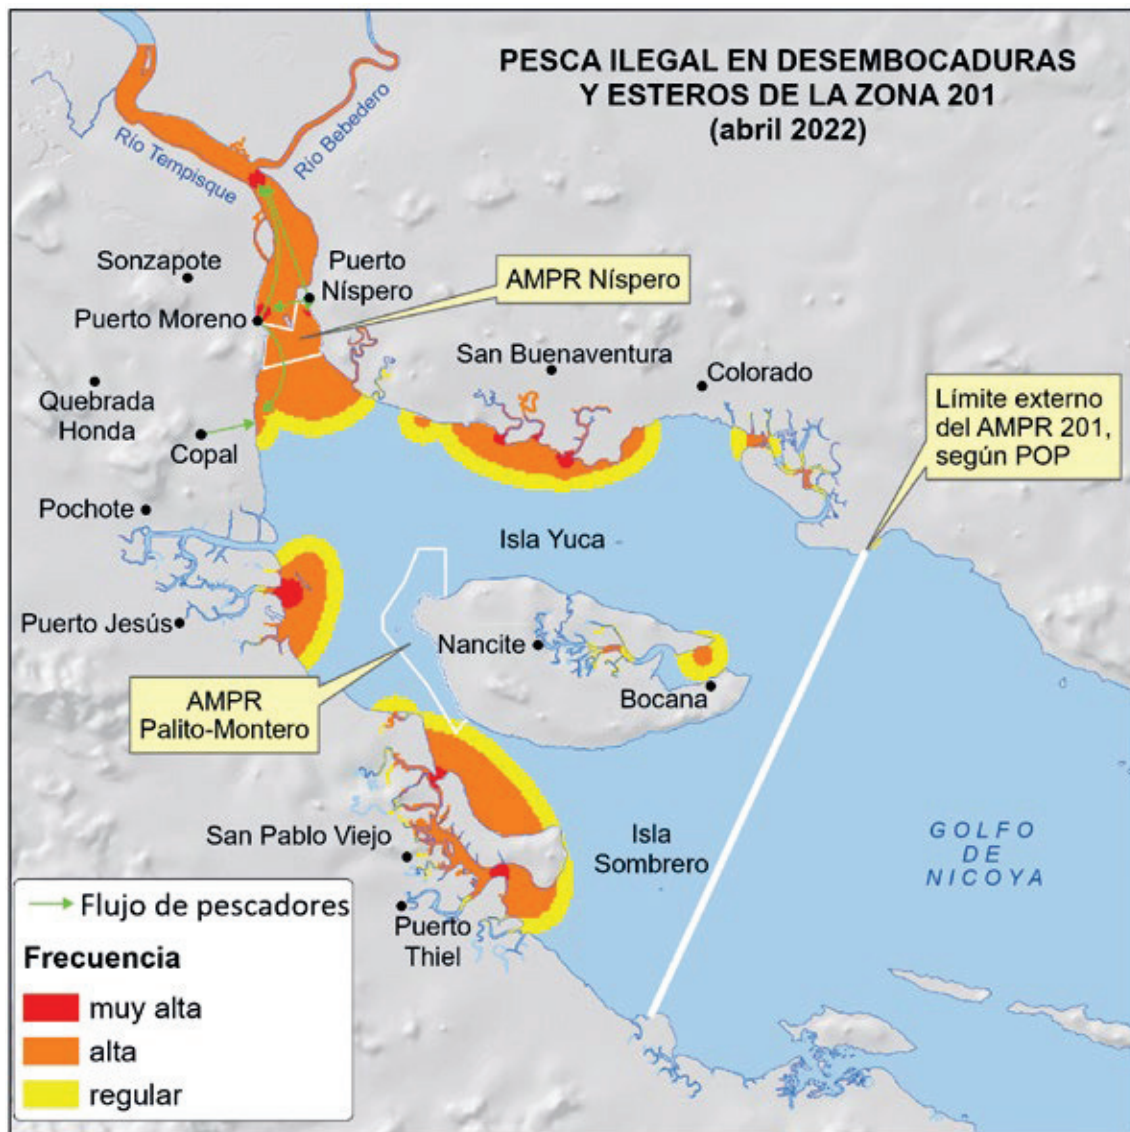 PESCA ILEGAL EN DESEMBOCADURAS
Y ESTEROS DE LA ZONA 201
(abril 2022)
Río Tempisque
Río Bebedero
Sonzapote
Puerto
Níspero
AMPR Níspero
Puerto Moreno
San Buenaventura
Colorado
Quebrada
Honda
Copal
Límite externo
del AMPR 201,
según POP
Pochote
Isla Yuca
Puerto Jesús
Nancite
Bocana
AMPR
Palito-Montero
San Pablo Viejo
Isla
Sombrero
GOLFO
DE
NICOYA
Puerto
Thiel
Flujo de pescadores
Frecuencia
muy alta
alta
regular